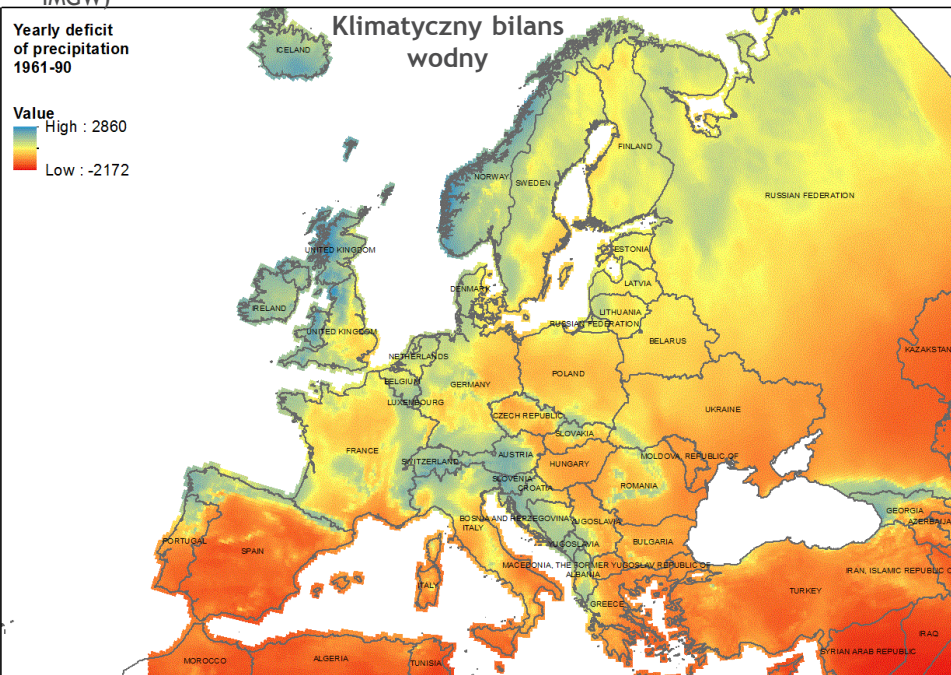 IMGW)
Klimatyczny bilans
wodny
Yearly deficit
of precipitation
1961-90
Value
High : 2860
Low : -2172
ICELAND
FINLAND
NORWAY
SWEDEN
RUSSIAN FEDERATION
UNITED KINGDOM
ESTONIA
LATVIA
DENMARK
IRELAND
LITHUANIA
RUSSIAN FEDERATION
UNITED KINGDOM
BELARUS
KAZAKSTAN
NETHERLANDS
BELGIUM
GERMANY
POLAND
LUXEMBOURG
UKRAINE
CZECH REPUBLIC
SLOVAKIA
FRANCE
AUSTRIA
MOLDOVA, REPUBLIC OF
SWITZERLAND
HUNGARY
SLOVENIA
CROATIA
ROMANIA
GEORGIA
BOSNIA AND HERZEGOVINA
YUGOSLAVIA
AZERBAIJA
ITALY
PORTUGAL
SPAIN
YUGOSLAVIA
BULGARIA
MACEDONIA, THE FORMER YUGOSLAV REPUBLIC OF
IRAN, ISLAMIC REPUBLIC O
ALBANIA
ITALY
TURKEY
GREECE
IRAQ
SYRIAN ARAB REPUBLIC
MOROCCO
ALGERIA
TUNISIA